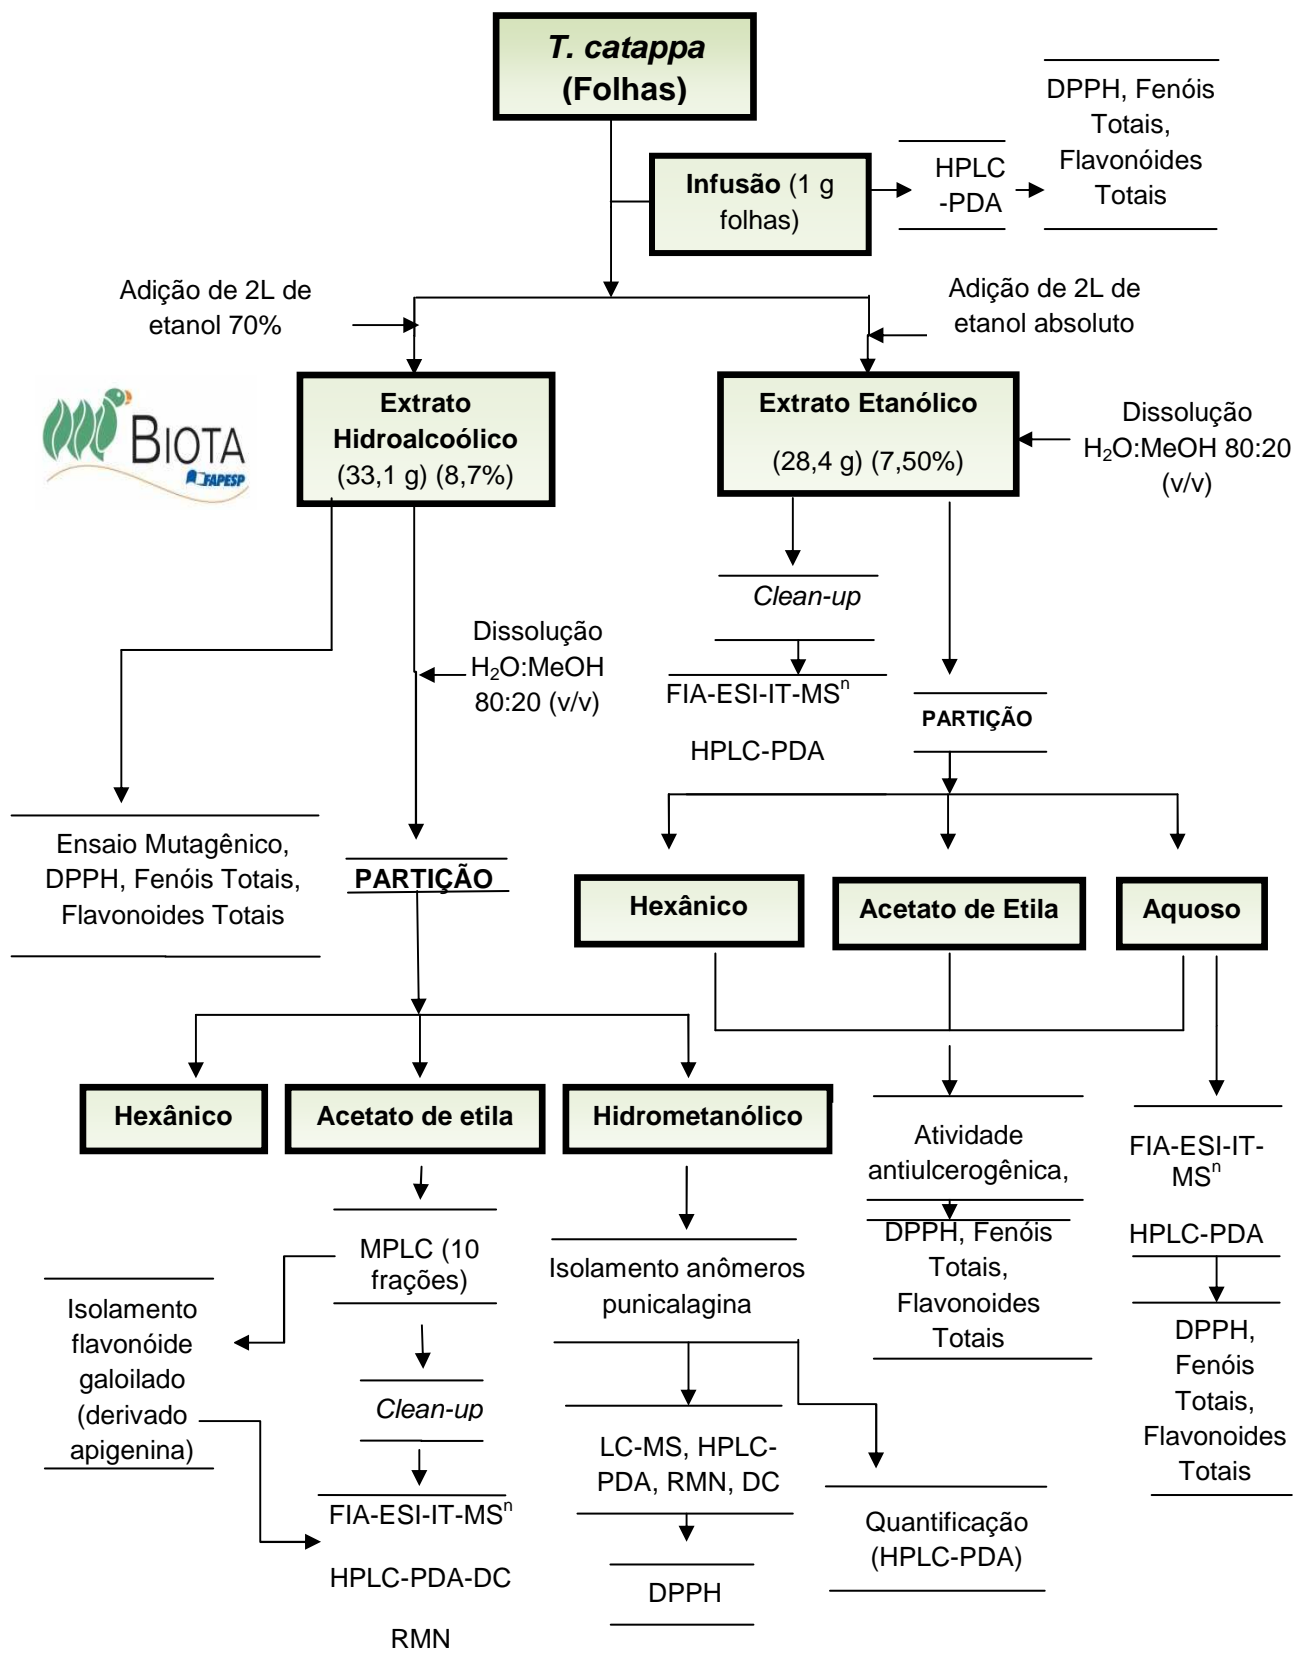 T. catappa
(Folhas)
DPPH, Fenóis
Totais,
Flavonóides
Totais
Infusão (1 g
folhas)
HPLC
-PDA
Adição de 2L de
etanol 70%
Adição de 2L de
etanol absoluto
BIOTA
FAPESP
Extrato
Hidroalcoólico
(33,1 g) (8,7%)
Extrato Etanólico
(28,4 g) (7,50%)
Dissolução
H₂O:MeOH 80:20
(v/v)
Clean-up
Dissolução
H₂O:MeOH
80:20 (v/v)
FIA-ESI-IT-MSⁿ
HPLC-PDA
PARTIÇÃO
Ensaio Mutagênico,
DPPH, Fenóis Totais,
Flavonoides Totais
PARTIÇÃO
Hexânico
Acetato de Etila
Aquoso
Hexânico
Acetato de etila
Hidrometanólico
Atividade
antiulcerogênica,
DPPH, Fenóis
Totais,
Flavonoides
Totais
FIA-ESI-IT-
MSⁿ
HPLC-PDA
DPPH,
Fenóis
Totais,
Flavonoides
Totais
MPLC (10
frações)
Isolamento anômeros
punicalagina
Isolamento
flavonóide
galoilado
(derivado
apigenina)
Clean-up
LC-MS, HPLC-
PDA, RMN, DC
Quantificação
(HPLC-PDA)
FIA-ESI-IT-MSⁿ
HPLC-PDA-DC
RMN
DPPH